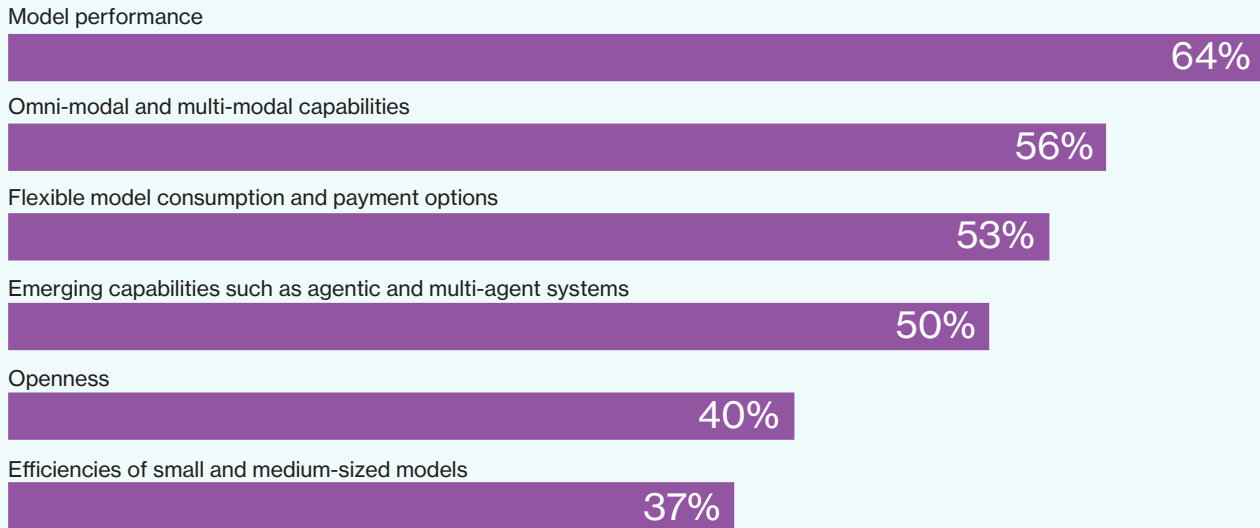 Model performance
64%
Omni-modal and multi-modal capabilities
56%
Flexible model consumption and payment options
53%
Emerging capabilities such as agentic and multi-agent systems
50%
Openness
40%
Efficiencies of small and medium-sized models
37%